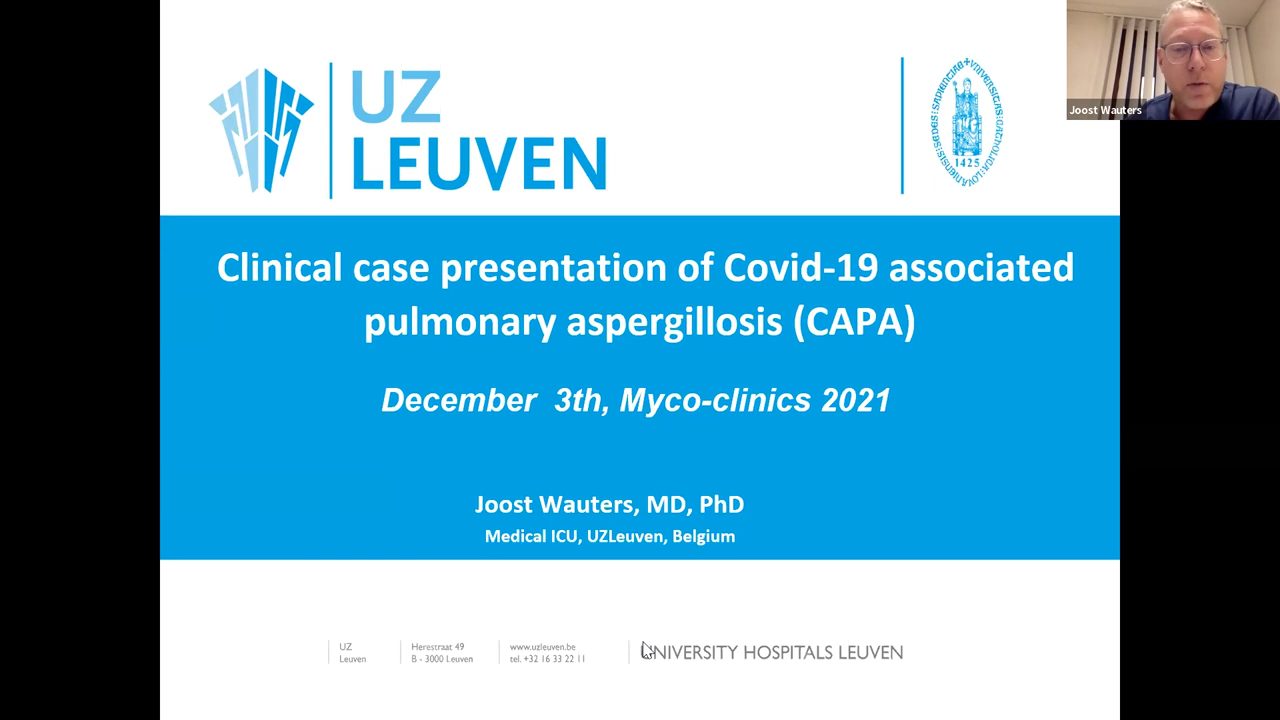 UZ
LEUVEN
1425
Joost Wauters
Clinical case presentation of Covid-19 associated
pulmonary aspergillosis (CAPA)
December 3th, Myco-clinics 2021
Joost Wauters, MD, PhD
Medical ICU, UZLeuven, Belgium
UZ
Leuven
Herestraat 49
B - 3000 Leuven
www.uzleuven.be
tel. +32 16 33 22 11
UNIVERSITY HOSPITALS LEUVEN